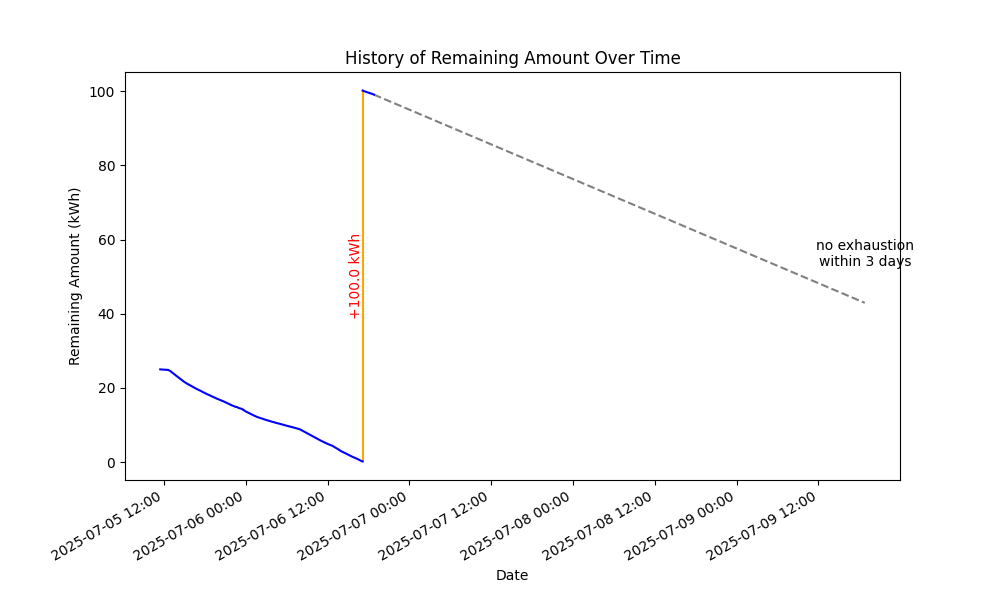 History of Remaining Amount Over Time
Remaining Amount (kWh)
100
80
60
40
20
0
+100.0 kWh
no exhaustion
within 3 days
2025-07-05 12:00
2025-07-06 00:00
2025-07-06 12:00
2025-07-07 00:00
2025-07-07 12:00
2025-07-08 00:00
2025-07-08 12:00
2025-07-09 00:00
2025-07-09 12:00
Date